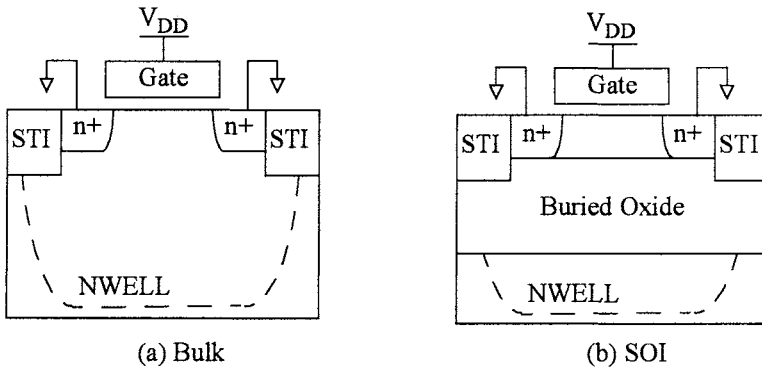 V_DD
Gate
STI
n+
n+
STI
NWELL
(a) Bulk
V_DD
Gate
STI
n+
n+
STI
Buried Oxide
NWELL
(b) SOI